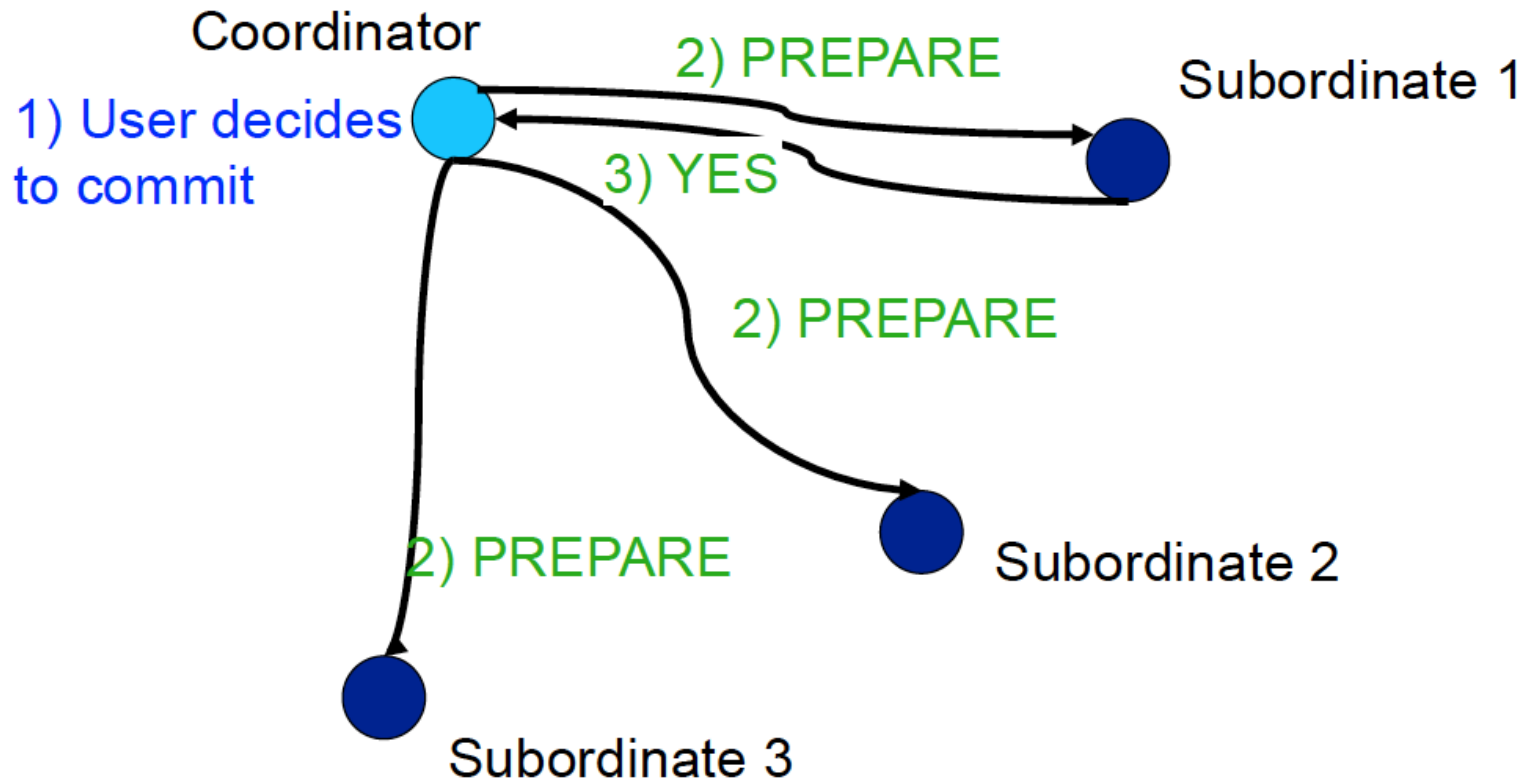 Coordinator
2) PREPARE
Subordinate 1
1) User decides
to commit
3) YES
2) PREPARE
2) PREPARE
Subordinate 2
Subordinate 3